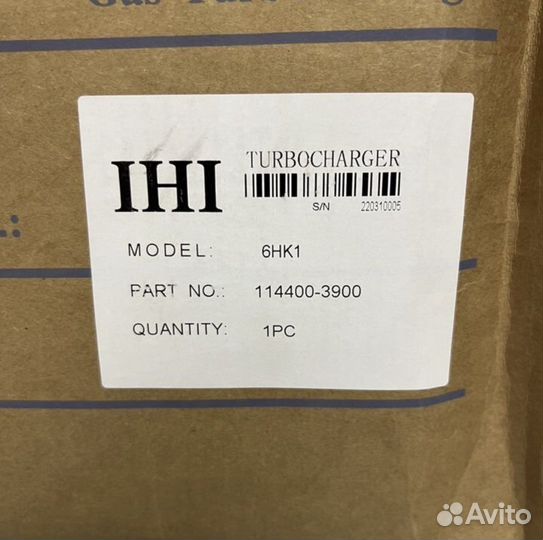 IHI TURBOCHARGER
S/N 220310005
MODEL: 6HK1
PART NO.: 114400-3900
QUANTITY: 1PC
Avito